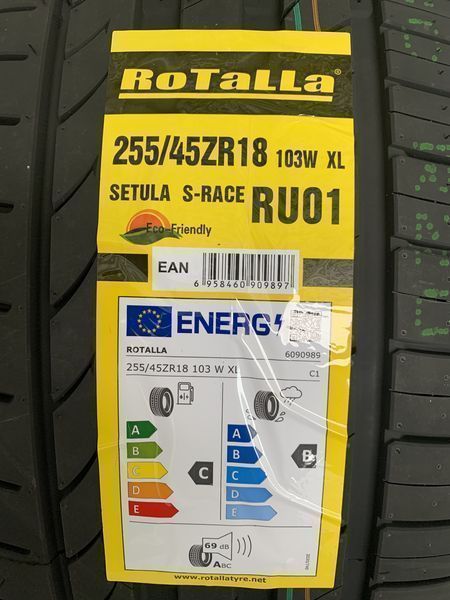 RoTaLLa®
255/45ZR18 103W XL
SETULA S-RACE RU01
Eco-Friendly
EAN
6 958460 909897
ENERG
ROTALLA 6090989
255/45ZR18 103 W XL C1
A A
B B
C C
D D
E E
C B
69 dB
ABC
www.rotallatyre.net